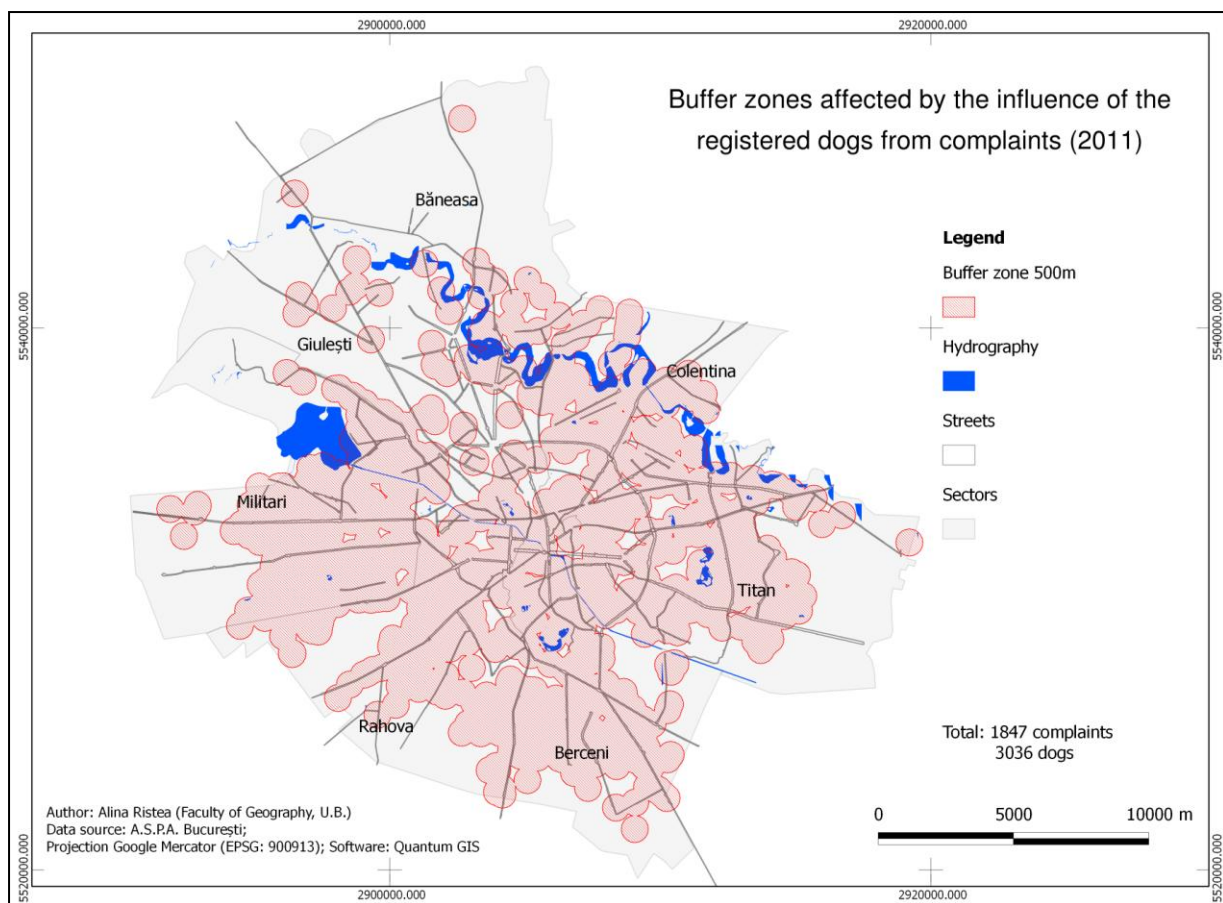 2900000.000
2920000.000
Buffer zones affected by the influence of the
registered dogs from complaints (2011)
Băneasa
Legend
Buffer zone 500m
5540000.000
5540000.000
Giulești
Hydrography
Colentina
Streets
Militari
Sectors
Titan
Rahova
Berceni
Total: 1847 complaints
3036 dogs
Author: Alina Ristea (Faculty of Geography, U.B.)
Data source: A.S.P.A. București;
Projection Google Mercator (EPSG: 900913); Software: Quantum GIS
0 5000 10000 m
5520000.000
5520000.000
2900000.000
2920000.000